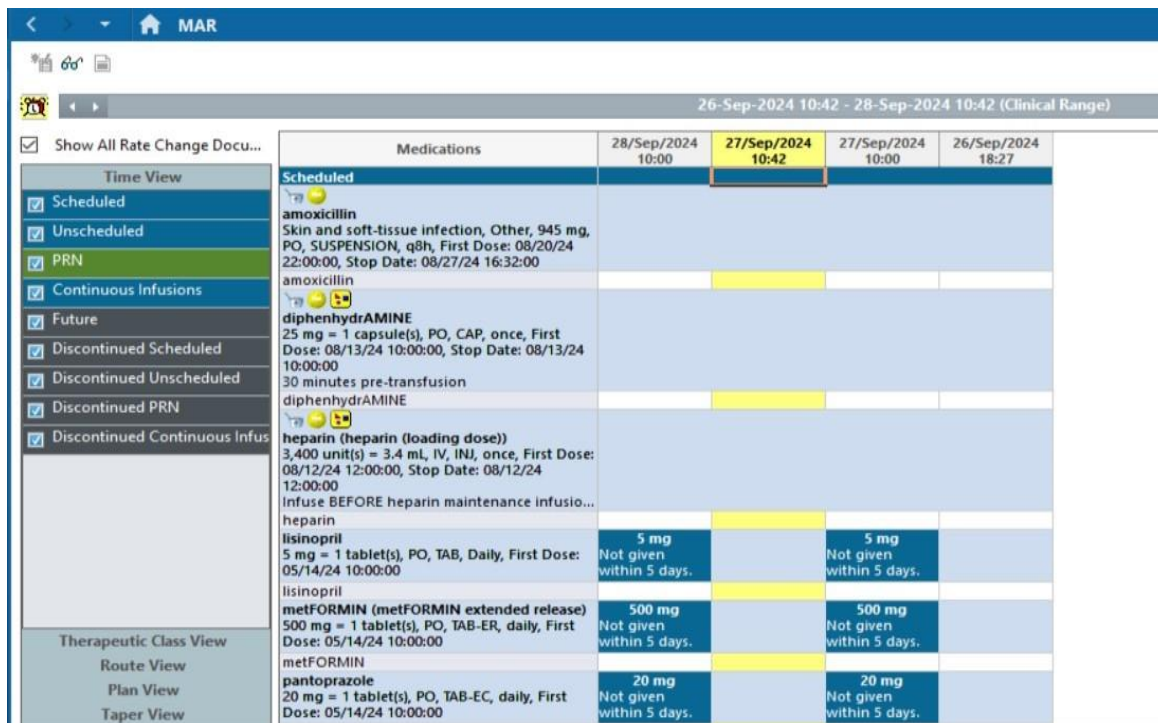 MAR
26-Sep-2024 10:42 - 28-Sep-2024 10:42 (Clinical Range)
Show All Rate Change Docu...
Time View
Scheduled
Unscheduled
PRN
Continuous Infusions
Future
Discontinued Scheduled
Discontinued Unscheduled
Discontinued PRN
Discontinued Continuous Infus
Therapeutic Class View
Route View
Plan View
Taper View
Medications
28/Sep/2024
10:00
27/Sep/2024
10:42
27/Sep/2024
10:00
26/Sep/2024
18:27
Scheduled
amoxicillin
Skin and soft-tissue infection, Other, 945 mg,
PO, SUSPENSION, q8h, First Dose: 08/20/24
22:00:00, Stop Date: 08/27/24 16:32:00
amoxicillin
diphenhydrAMINE
25 mg = 1 capsule(s), PO, CAP, once, First
Dose: 08/13/24 10:00:00, Stop Date: 08/13/24
10:00:00
30 minutes pre-transfusion
diphenhydrAMINE
heparin (heparin (loading dose))
3,400 unit(s) = 3.4 mL, IV, INJ, once, First Dose:
08/12/24 12:00:00, Stop Date: 08/12/24
12:00:00
Infuse BEFORE heparin maintenance infusio...
heparin
lisinopril
5 mg = 1 tablet(s), PO, TAB, Daily, First Dose:
05/14/24 10:00:00
5 mg
Not given
within 5 days.
5 mg
Not given
within 5 days.
lisinopril
metFORMIN (metFORMIN extended release)
500 mg = 1 tablet(s), PO, TAB-ER, daily, First
Dose: 05/14/24 10:00:00
500 mg
Not given
within 5 days.
500 mg
Not given
within 5 days.
metFORMIN
pantoprazole
20 mg = 1 tablet(s), PO, TAB-EC, daily, First
Dose: 05/14/24 10:00:00
20 mg
Not given
within 5 days.
20 mg
Not given
within 5 days.